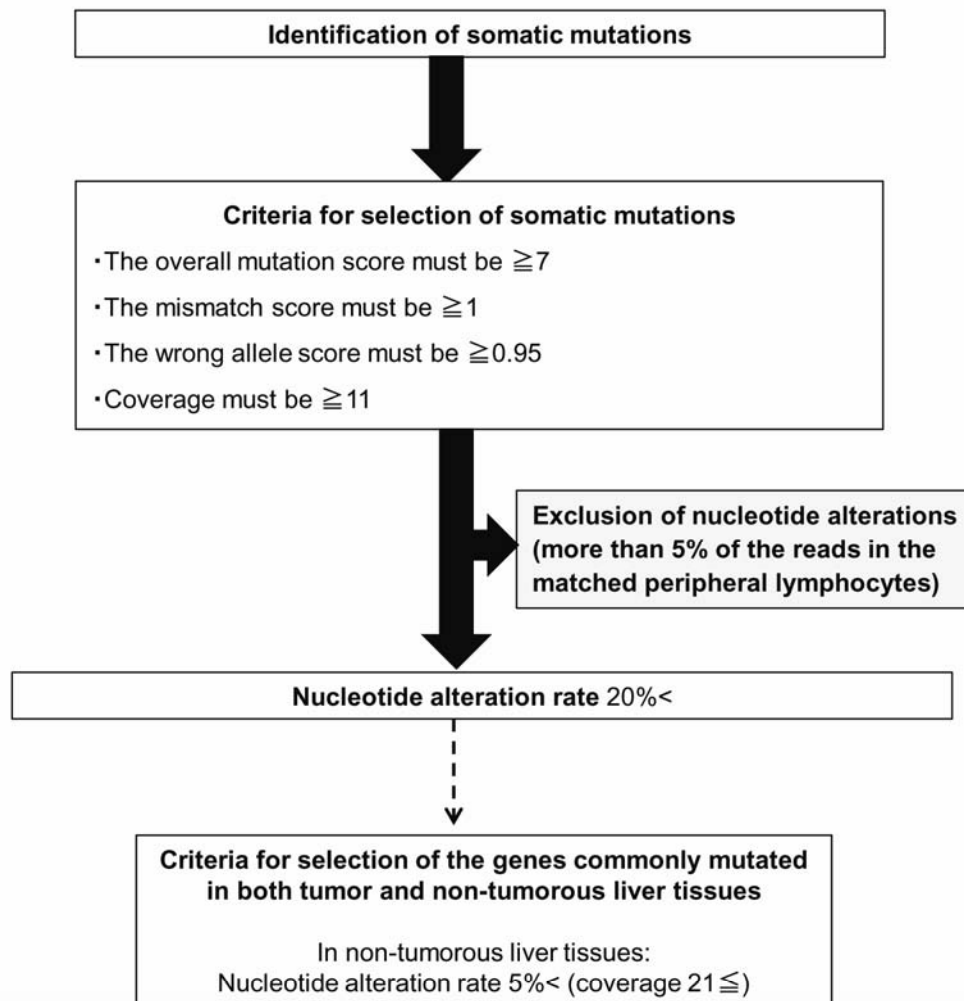 Identification of somatic mutations
Criteria for selection of somatic mutations
・The overall mutation score must be ≧7
・The mismatch score must be ≧1
・The wrong allele score must be ≧0.95
・Coverage must be ≧11
Exclusion of nucleotide alterations
(more than 5% of the reads in the
matched peripheral lymphocytes)
Nucleotide alteration rate 20%<
Criteria for selection of the genes commonly mutated
in both tumor and non-tumorous liver tissues
In non-tumorous liver tissues:
Nucleotide alteration rate 5%< (coverage 21≦)